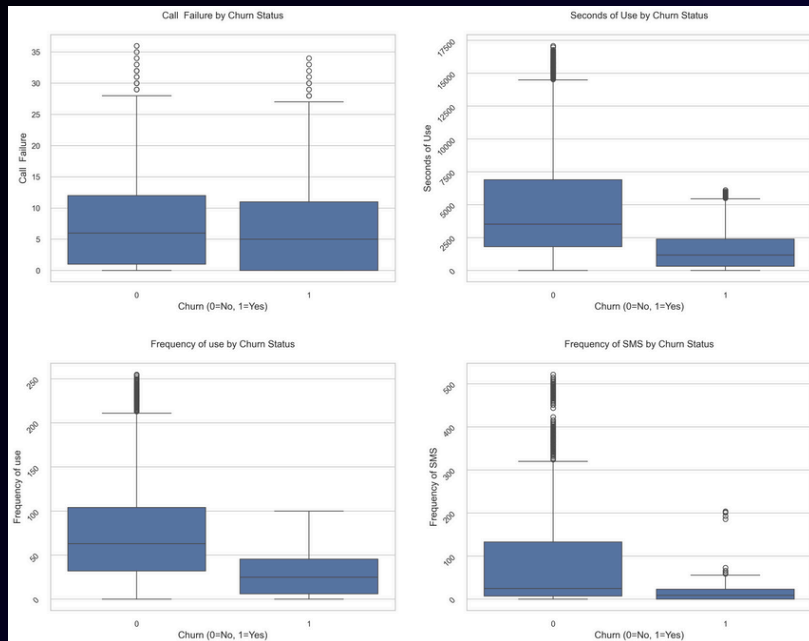 Call  Failure by Churn Status
35
30
25
20
15
10
5
0
Call  Failure
0 1
Churn (0=No, 1=Yes)
Seconds of Use by Churn Status
17500
15000
12500
10000
7500
5000
2500
0
Seconds of Use
0 1
Churn (0=No, 1=Yes)
Frequency of use by Churn Status
250
200
150
100
50
0
Frequency of use
0 1
Churn (0=No, 1=Yes)
Frequency of SMS by Churn Status
500
400
300
200
100
0
Frequency of SMS
0 1
Churn (0=No, 1=Yes)